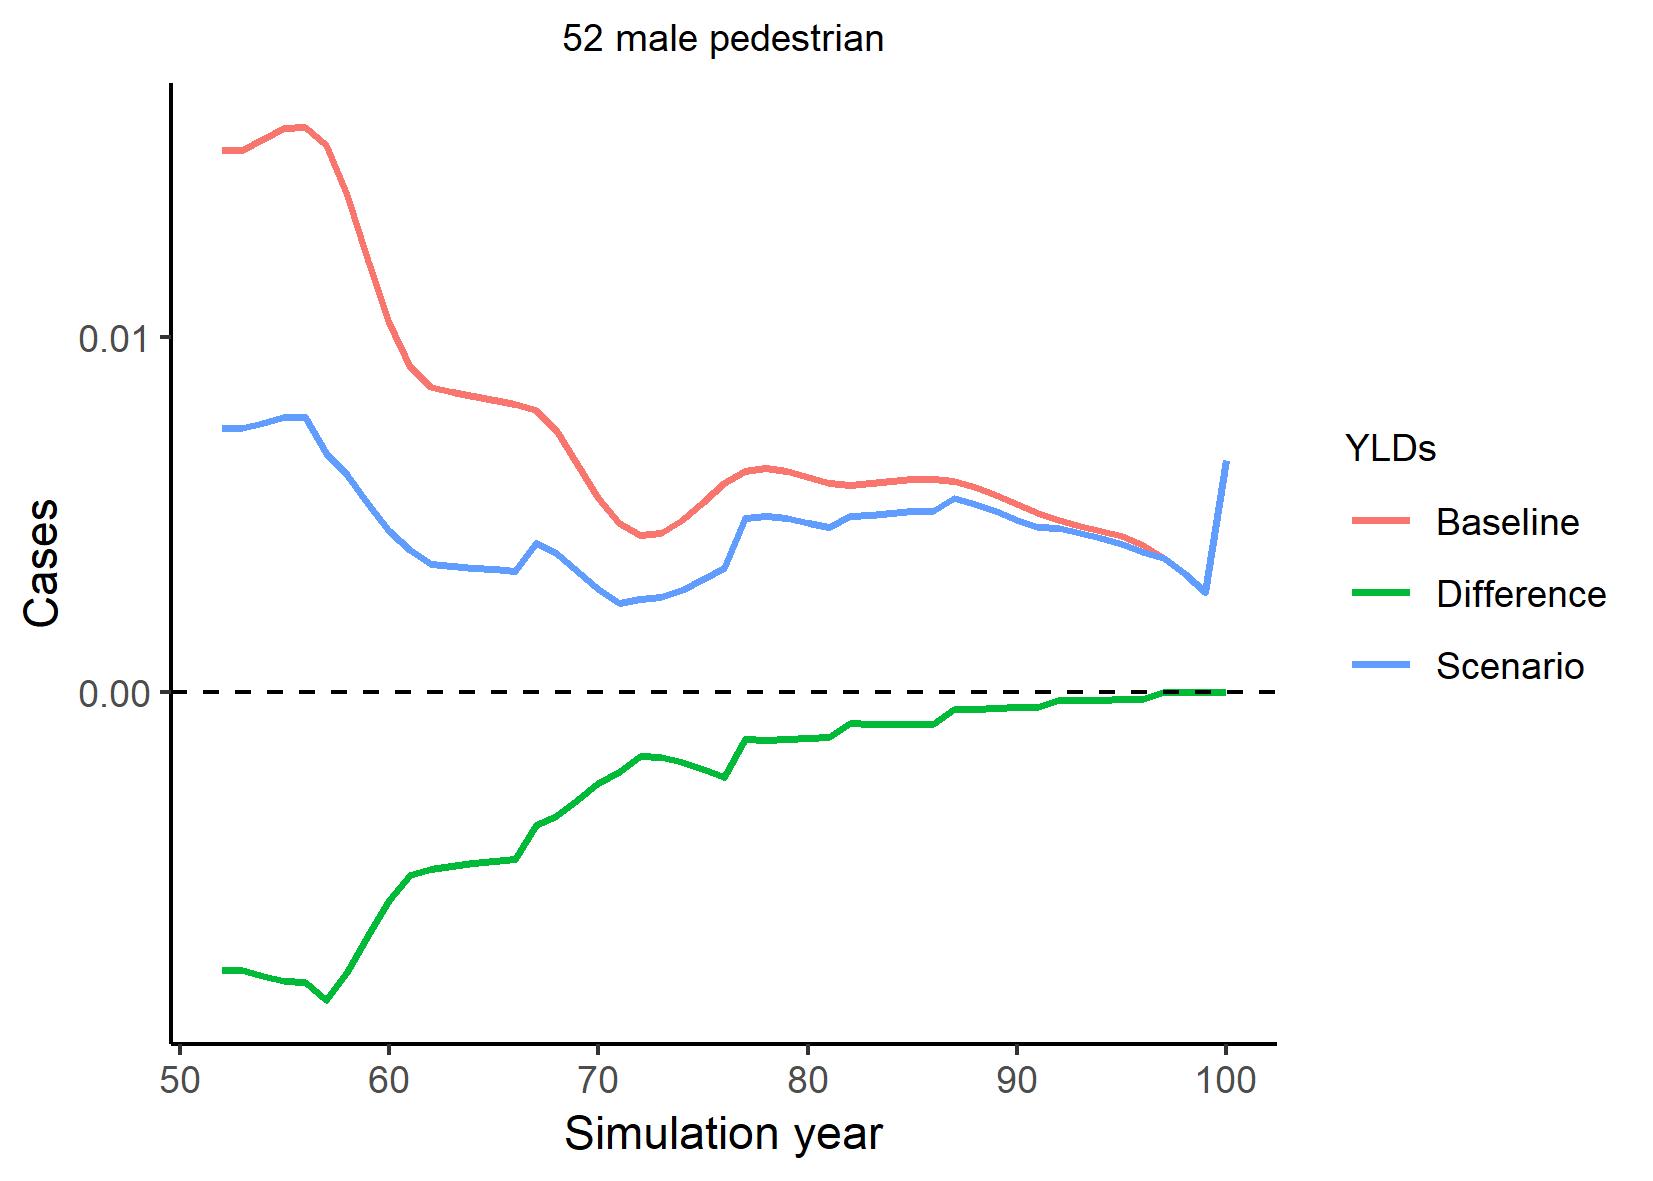 52 male pedestrian
Cases
0.01
0.00
50 60 70 80 90 100
Simulation year
YLDs
Baseline
Difference
Scenario